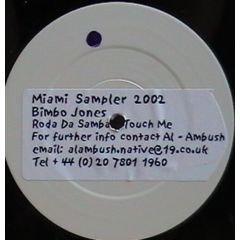 Miami Sampler 2002
Bimbo Jones
Roda Da Samba / Touch Me
For further info contact Al - Ambush
email: alambush.native@19.co.uk
Tel + 44 (0) 20 7801 1960